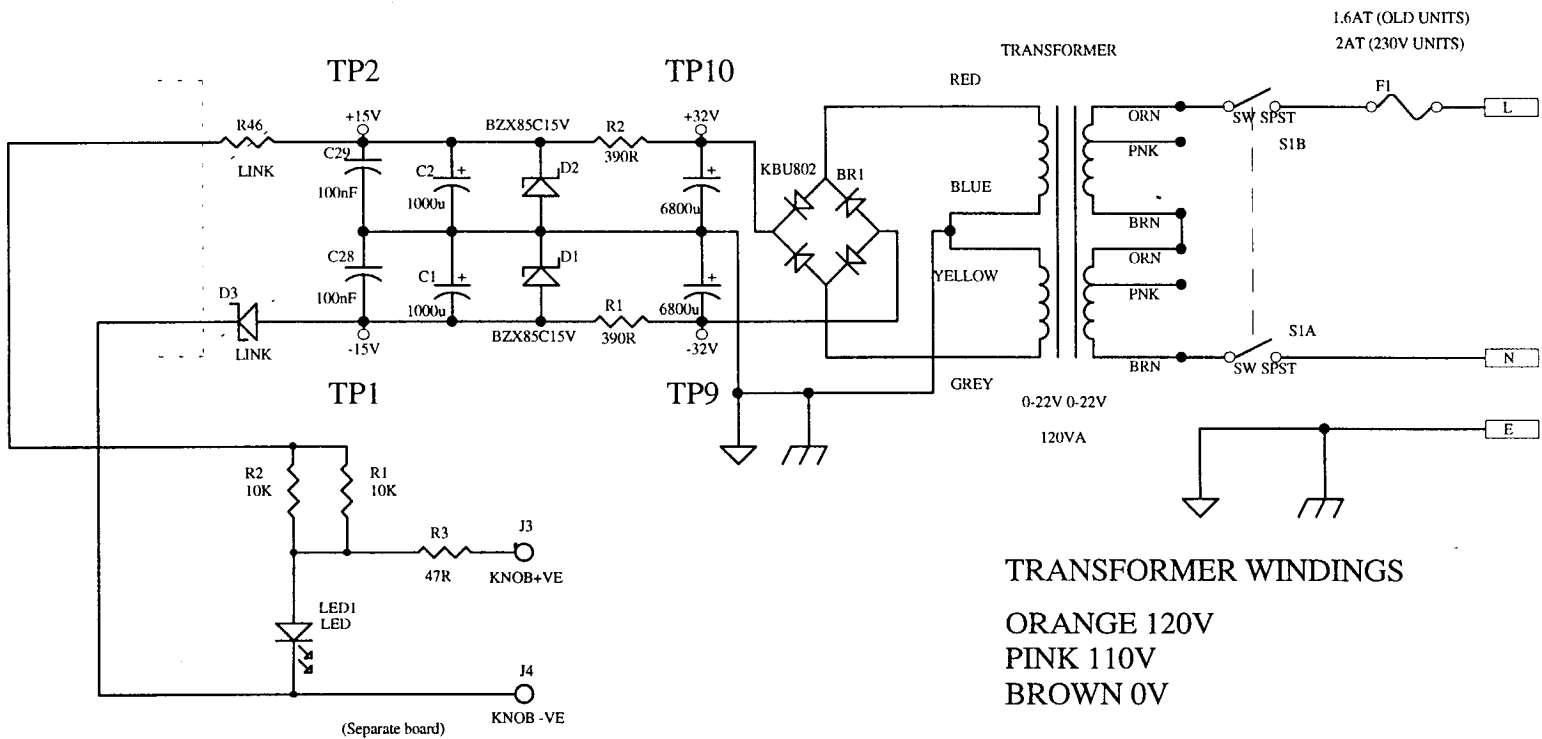 1.6AT (OLD UNITS)
2AT (230V UNITS)
TRANSFORMER
TP2
TP10
RED
F1
L
ORN
SW SPST
S1B
R46
LINK
+15V
BZX85C15V
R2
390R
+32V
PNK
C29
100nF
C2
+
1000u
D2
+
6800u
KBU802
BR1
BLUE
BRN
C28
100nF
C1
+
1000u
D1
+
6800u
YELLOW
ORN
PNK
D3
LINK
-15V
BZX85C15V
R1
390R
-32V
S1A
SW SPST
BRN
N
TP1
TP9
GREY
0-22V 0-22V
120VA
E
R2
10K
R1
10K
R3
47R
J3
KNOB+VE
LED1
LED
J4
KNOB -VE
(Separate board)
TRANSFORMER WINDINGS
ORANGE 120V
PINK 110V
BROWN 0V